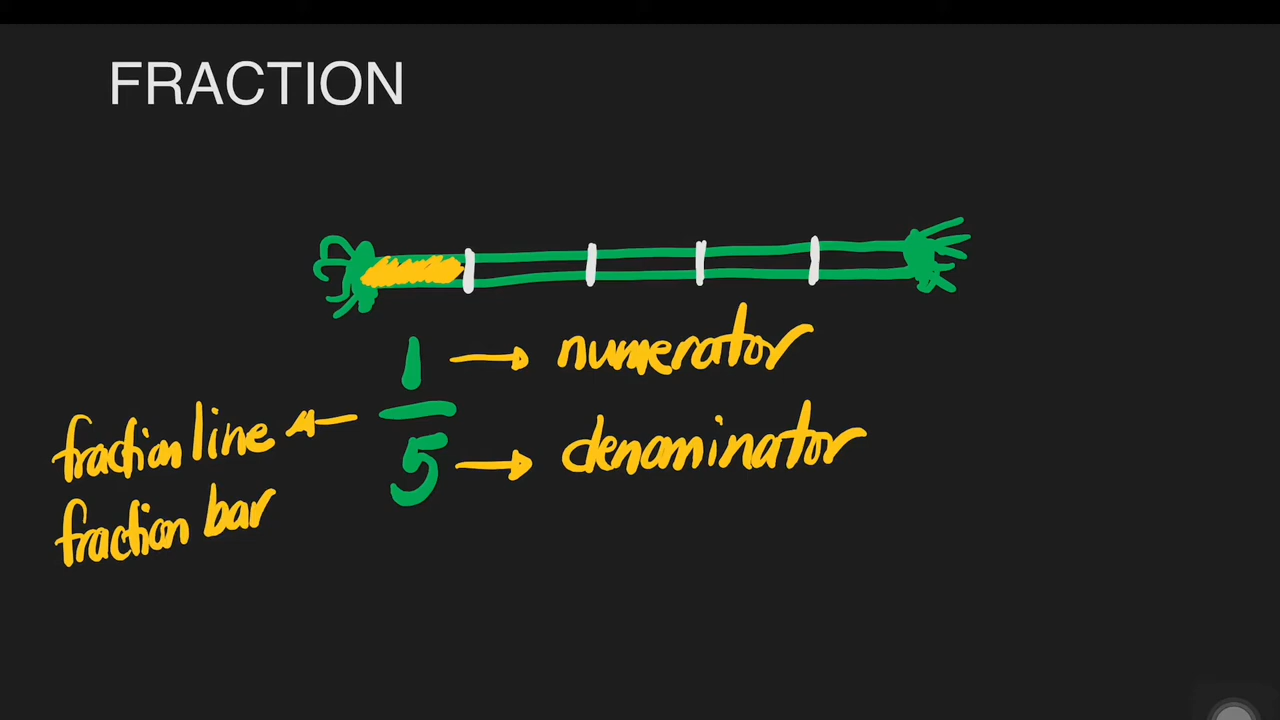 FRACTION
1 → numerator
fraction line ←
5 → denominator
fraction bar